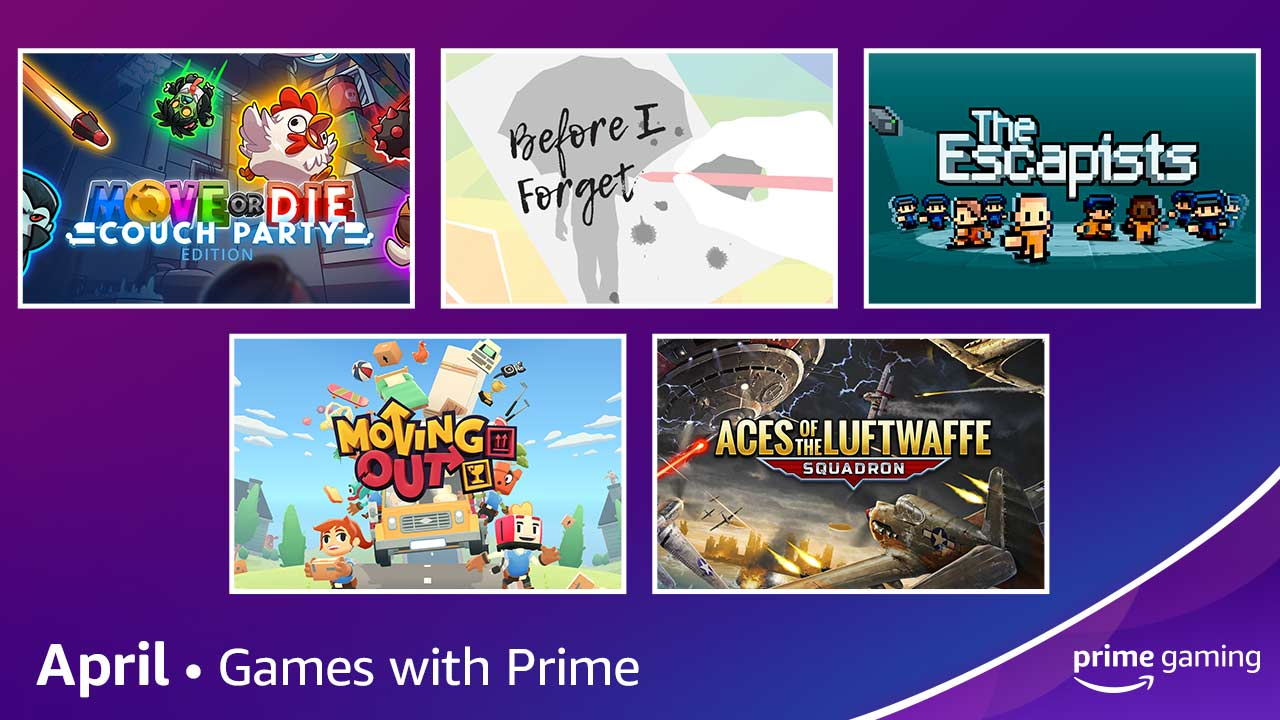 MOVE OR DIE
COUCH PARTY
EDITION
Before I
Forget
The
Escapists
MOVING
OUT
ACES OF THE LUFTWAFFE
SQUADRON
April • Games with Prime
prime gaming